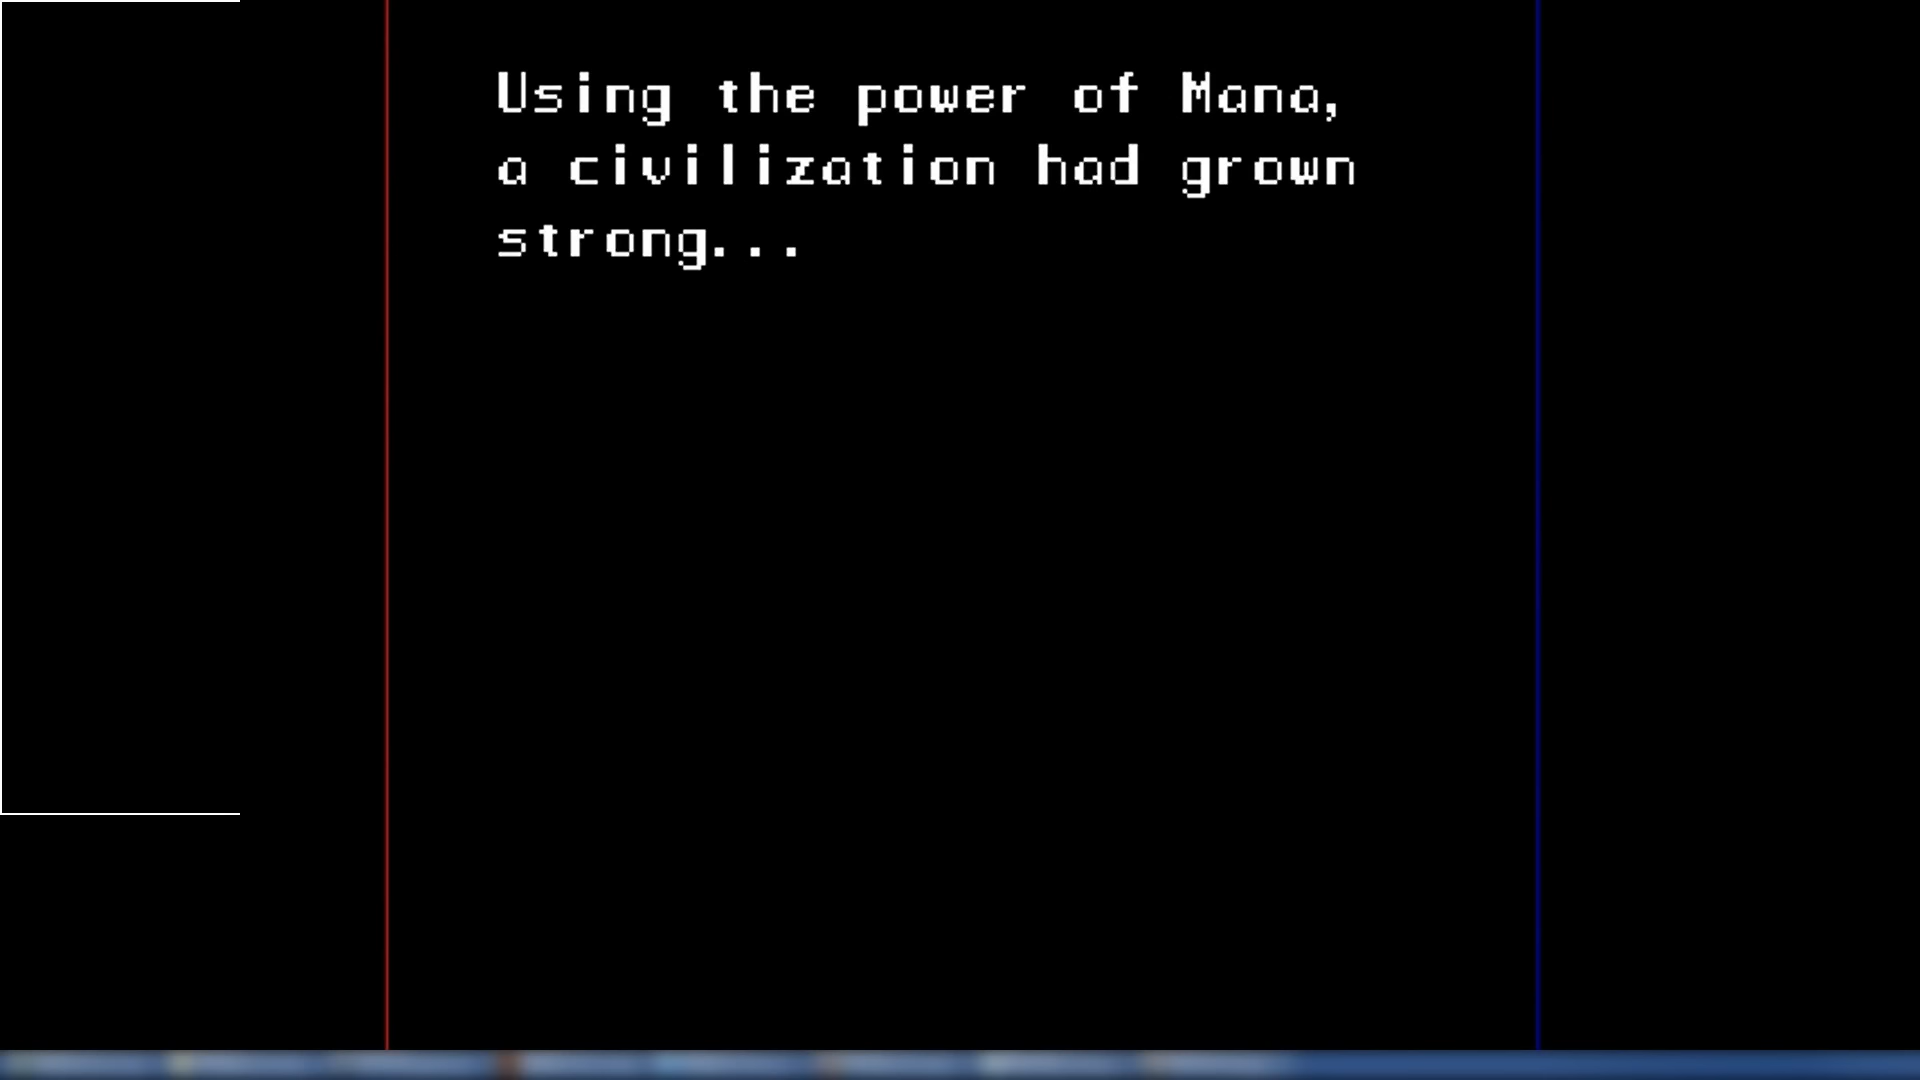 Using the power of Mana,
a civilization had grown
strong...